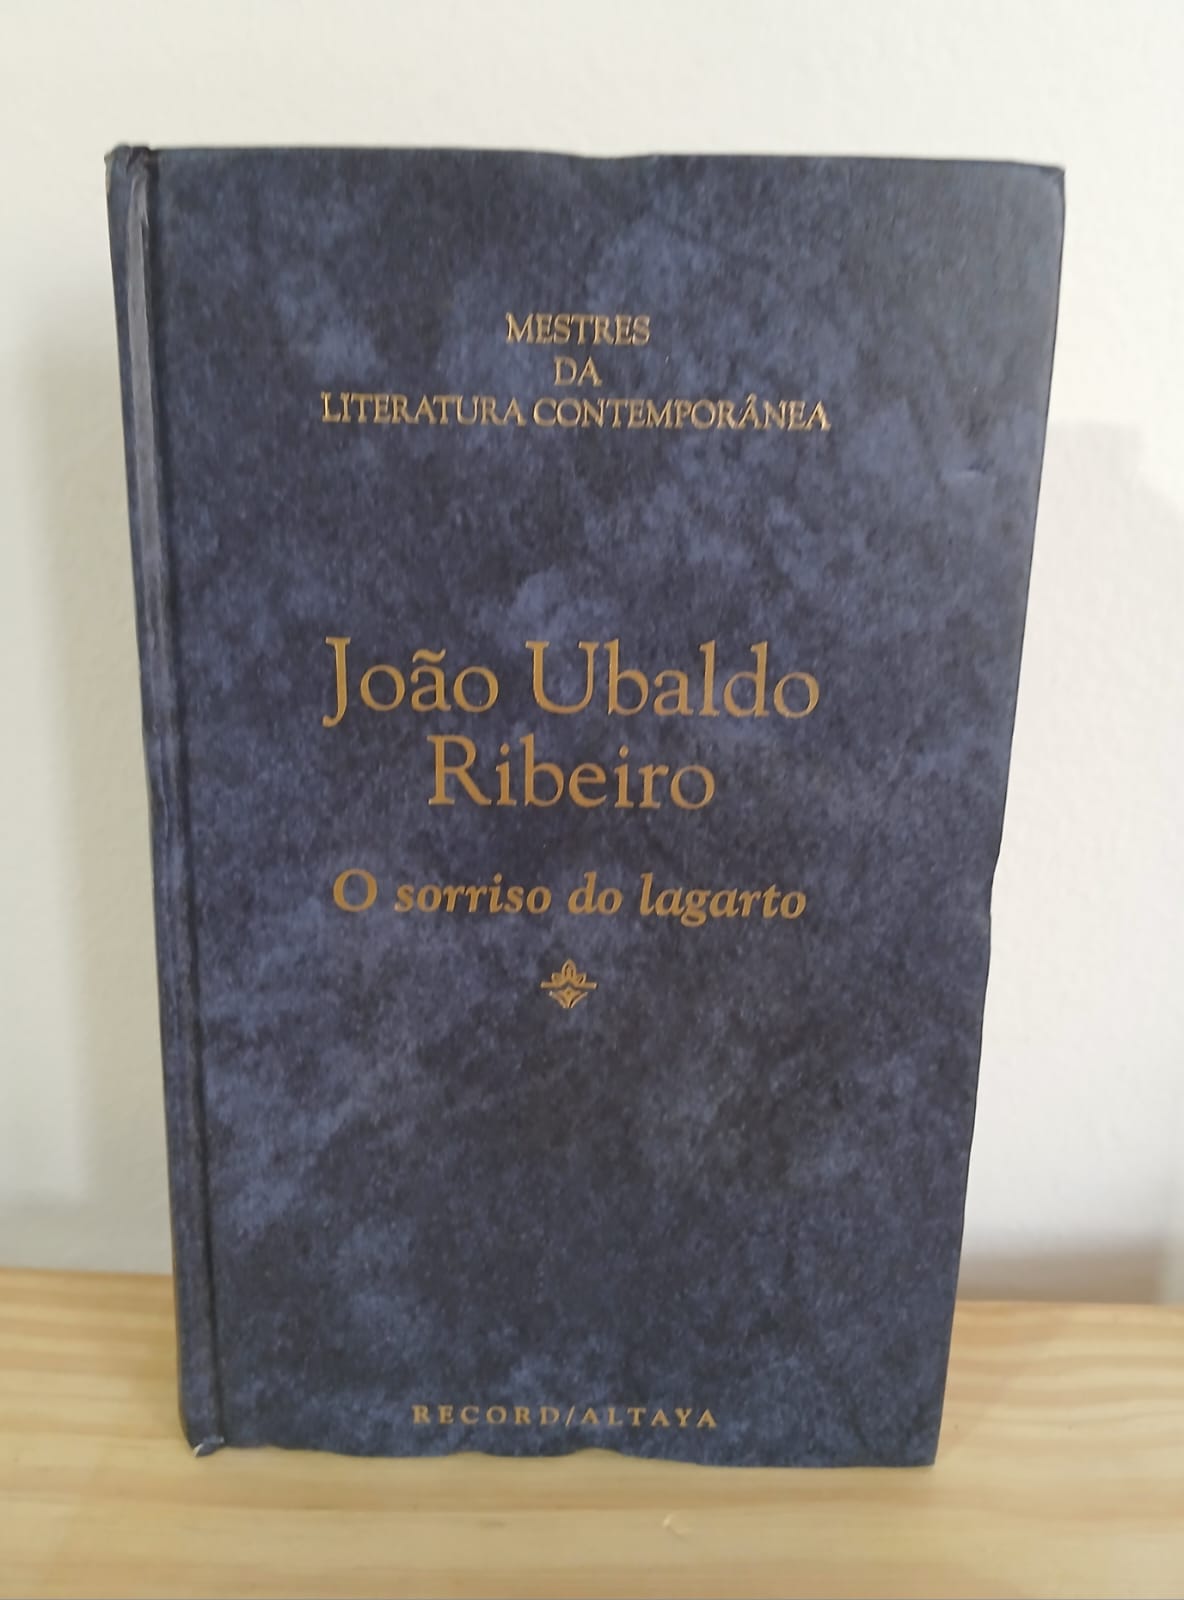 MESTRES
DA
LITERATURA CONTEMPORÂNEA
João Ubaldo
Ribeiro
O sorriso do lagarto
RECORD/ALTAYA